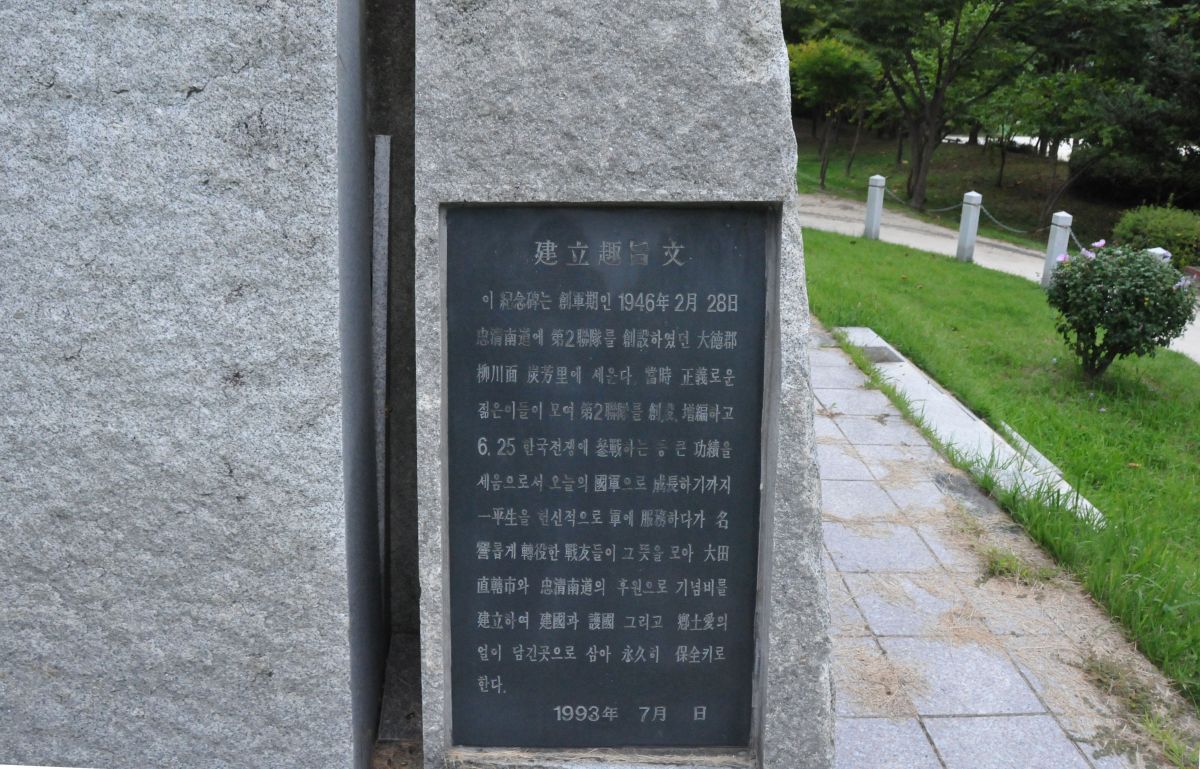 建立趣旨文
이 紀念碑는 創軍期인 1946年 2月 28日
忠淸南道에 第2聯隊를 創設하였던 大德郡
柳川面 炭芳里에 세운다. 當時 正義로운
젊은이들이 모여 第2聯隊를 創設, 增編하고
6.25 한국전쟁에 參戰하는 등 큰 功績을
세움으로서 오늘의 國軍으로 成長하기까지
一平生을 헌신적으로 軍에 服務하다가 名
譽롭게 轉役한 戰友들이 그 뜻을 모아 大田
直轄市와 忠淸南道의 후원으로 기념비를
建立하여 建國과 護國 그리고 鄕土愛의
얼이 담긴곳으로 삼아 永久히 保全키로
한다.
1993年 7月 日